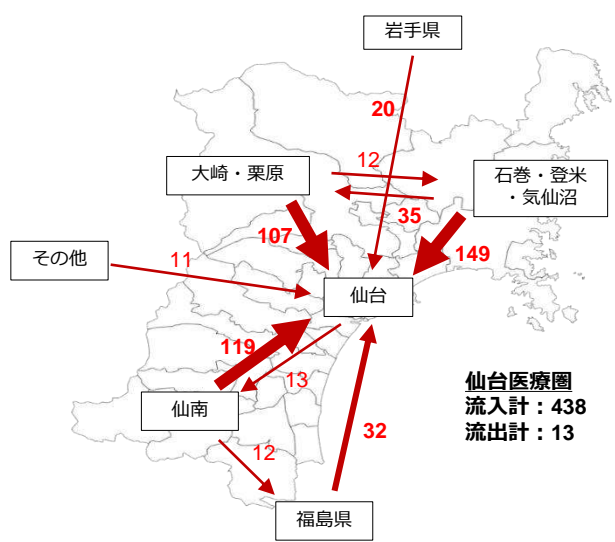 岩手県
20
大崎・栗原
12
石巻・登米
・気仙沼
35
107
149
その他
11
仙台
119
13
仙台医療圏
流入計：438
流出計：13
仙南
32
12
福島県